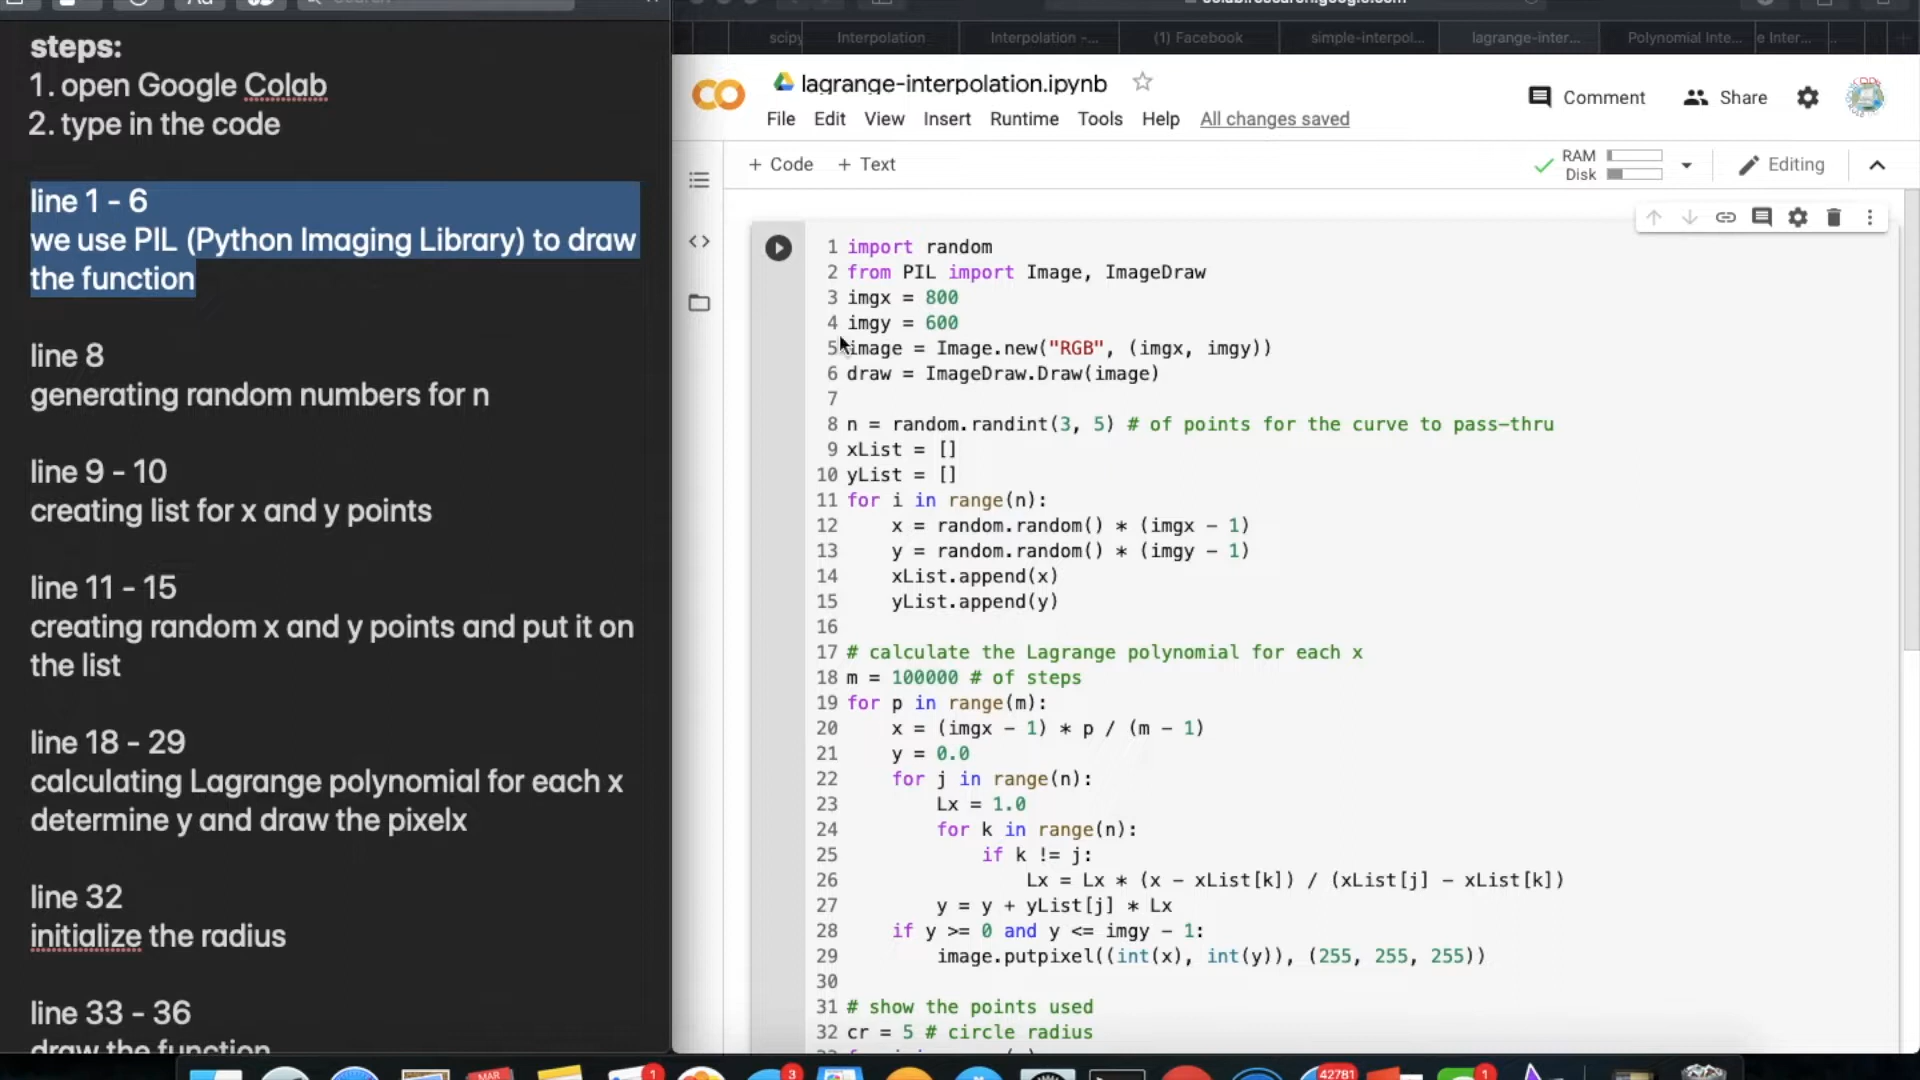 steps:
1. open Google Colab
2. type in the code
line 1 - 6
we use PIL (Python Imaging Library) to draw
the function
line 8
generating random numbers for n
line 9 - 10
creating list for x and y points
line 11 - 15
creating random x and y points and put it on
the list
line 18 - 29
calculating Lagrange polynomial for each x
determine y and draw the pixelx
line 32
initialize the radius
line 33 - 36
draw the function
scipy
Interpolation
Interpolation -...
(1) Facebook
simple-interpol...
lagrange-inter...
Polynomial Inte...
e Inter...
lagrange-interpolation.ipynb
File Edit View Insert Runtime Tools Help All changes saved
Comment Share
+ Code + Text
RAM
Disk
Editing
1 import random
2 from PIL import Image, ImageDraw
3 imgx = 800
4 imgy = 600
5 image = Image.new("RGB", (imgx, imgy))
6 draw = ImageDraw.Draw(image)
7
8 n = random.randint(3, 5) # of points for the curve to pass-thru
9 xList = []
10 yList = []
11 for i in range(n):
12     x = random.random() * (imgx - 1)
13     y = random.random() * (imgy - 1)
14     xList.append(x)
15     yList.append(y)
16
17 # calculate the Lagrange polynomial for each x
18 m = 100000 # of steps
19 for p in range(m):
20     x = (imgx - 1) * p / (m - 1)
21     y = 0.0
22     for j in range(n):
23         Lx = 1.0
24         for k in range(n):
25             if k != j:
26                 Lx = Lx * (x - xList[k]) / (xList[j] - xList[k])
27         y = y + yList[j] * Lx
28     if y >= 0 and y <= imgy - 1:
29         image.putpixel((int(x), int(y)), (255, 255, 255))
30
31 # show the points used
32 cr = 5 # circle radius
MAR
1
3
42781
1